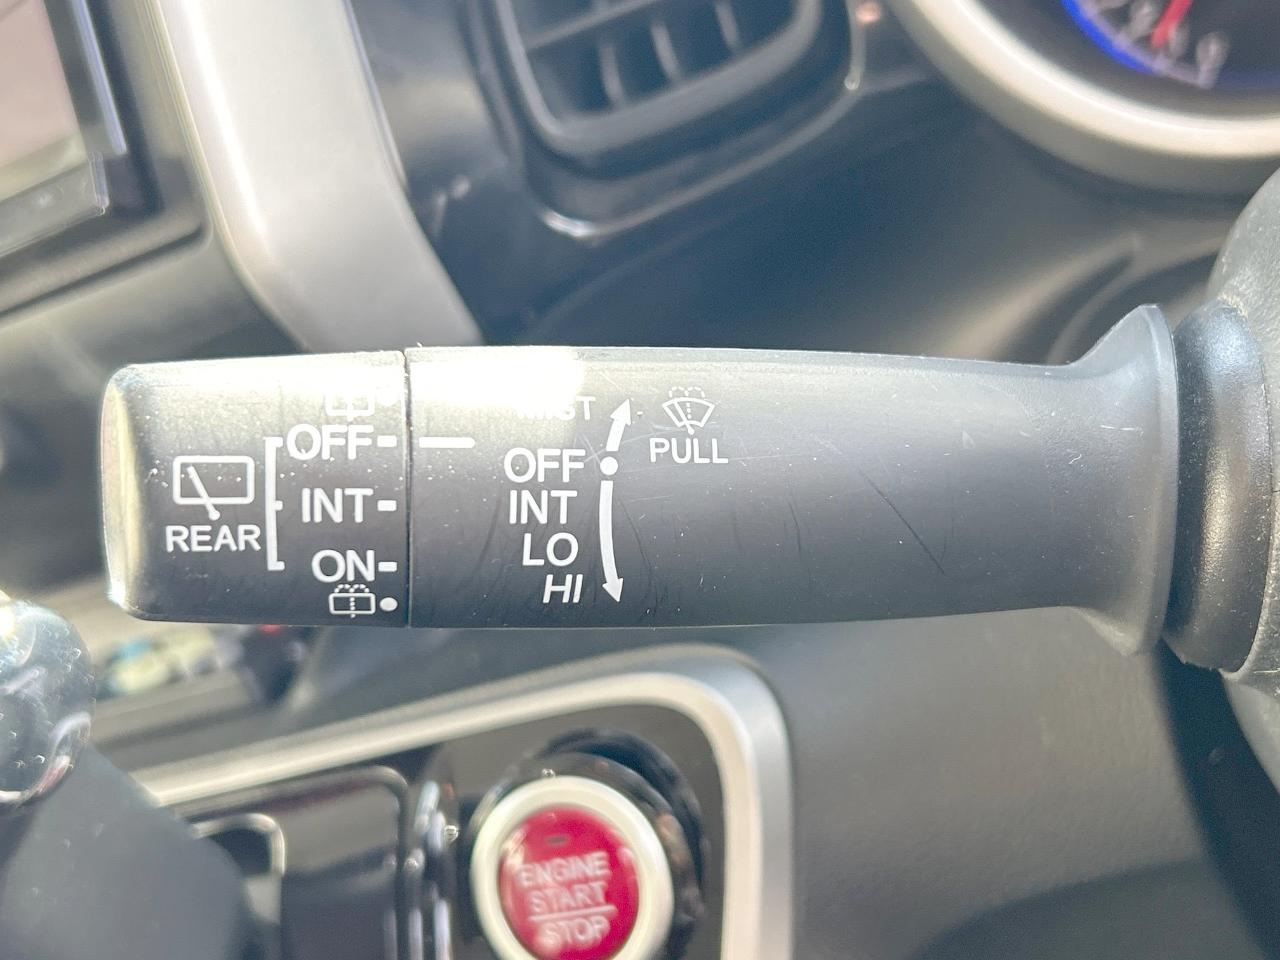 MIST
OFF
INT
LO
HI
PULL
REAR
OFF
INT
ON
ENGINE
START
STOP